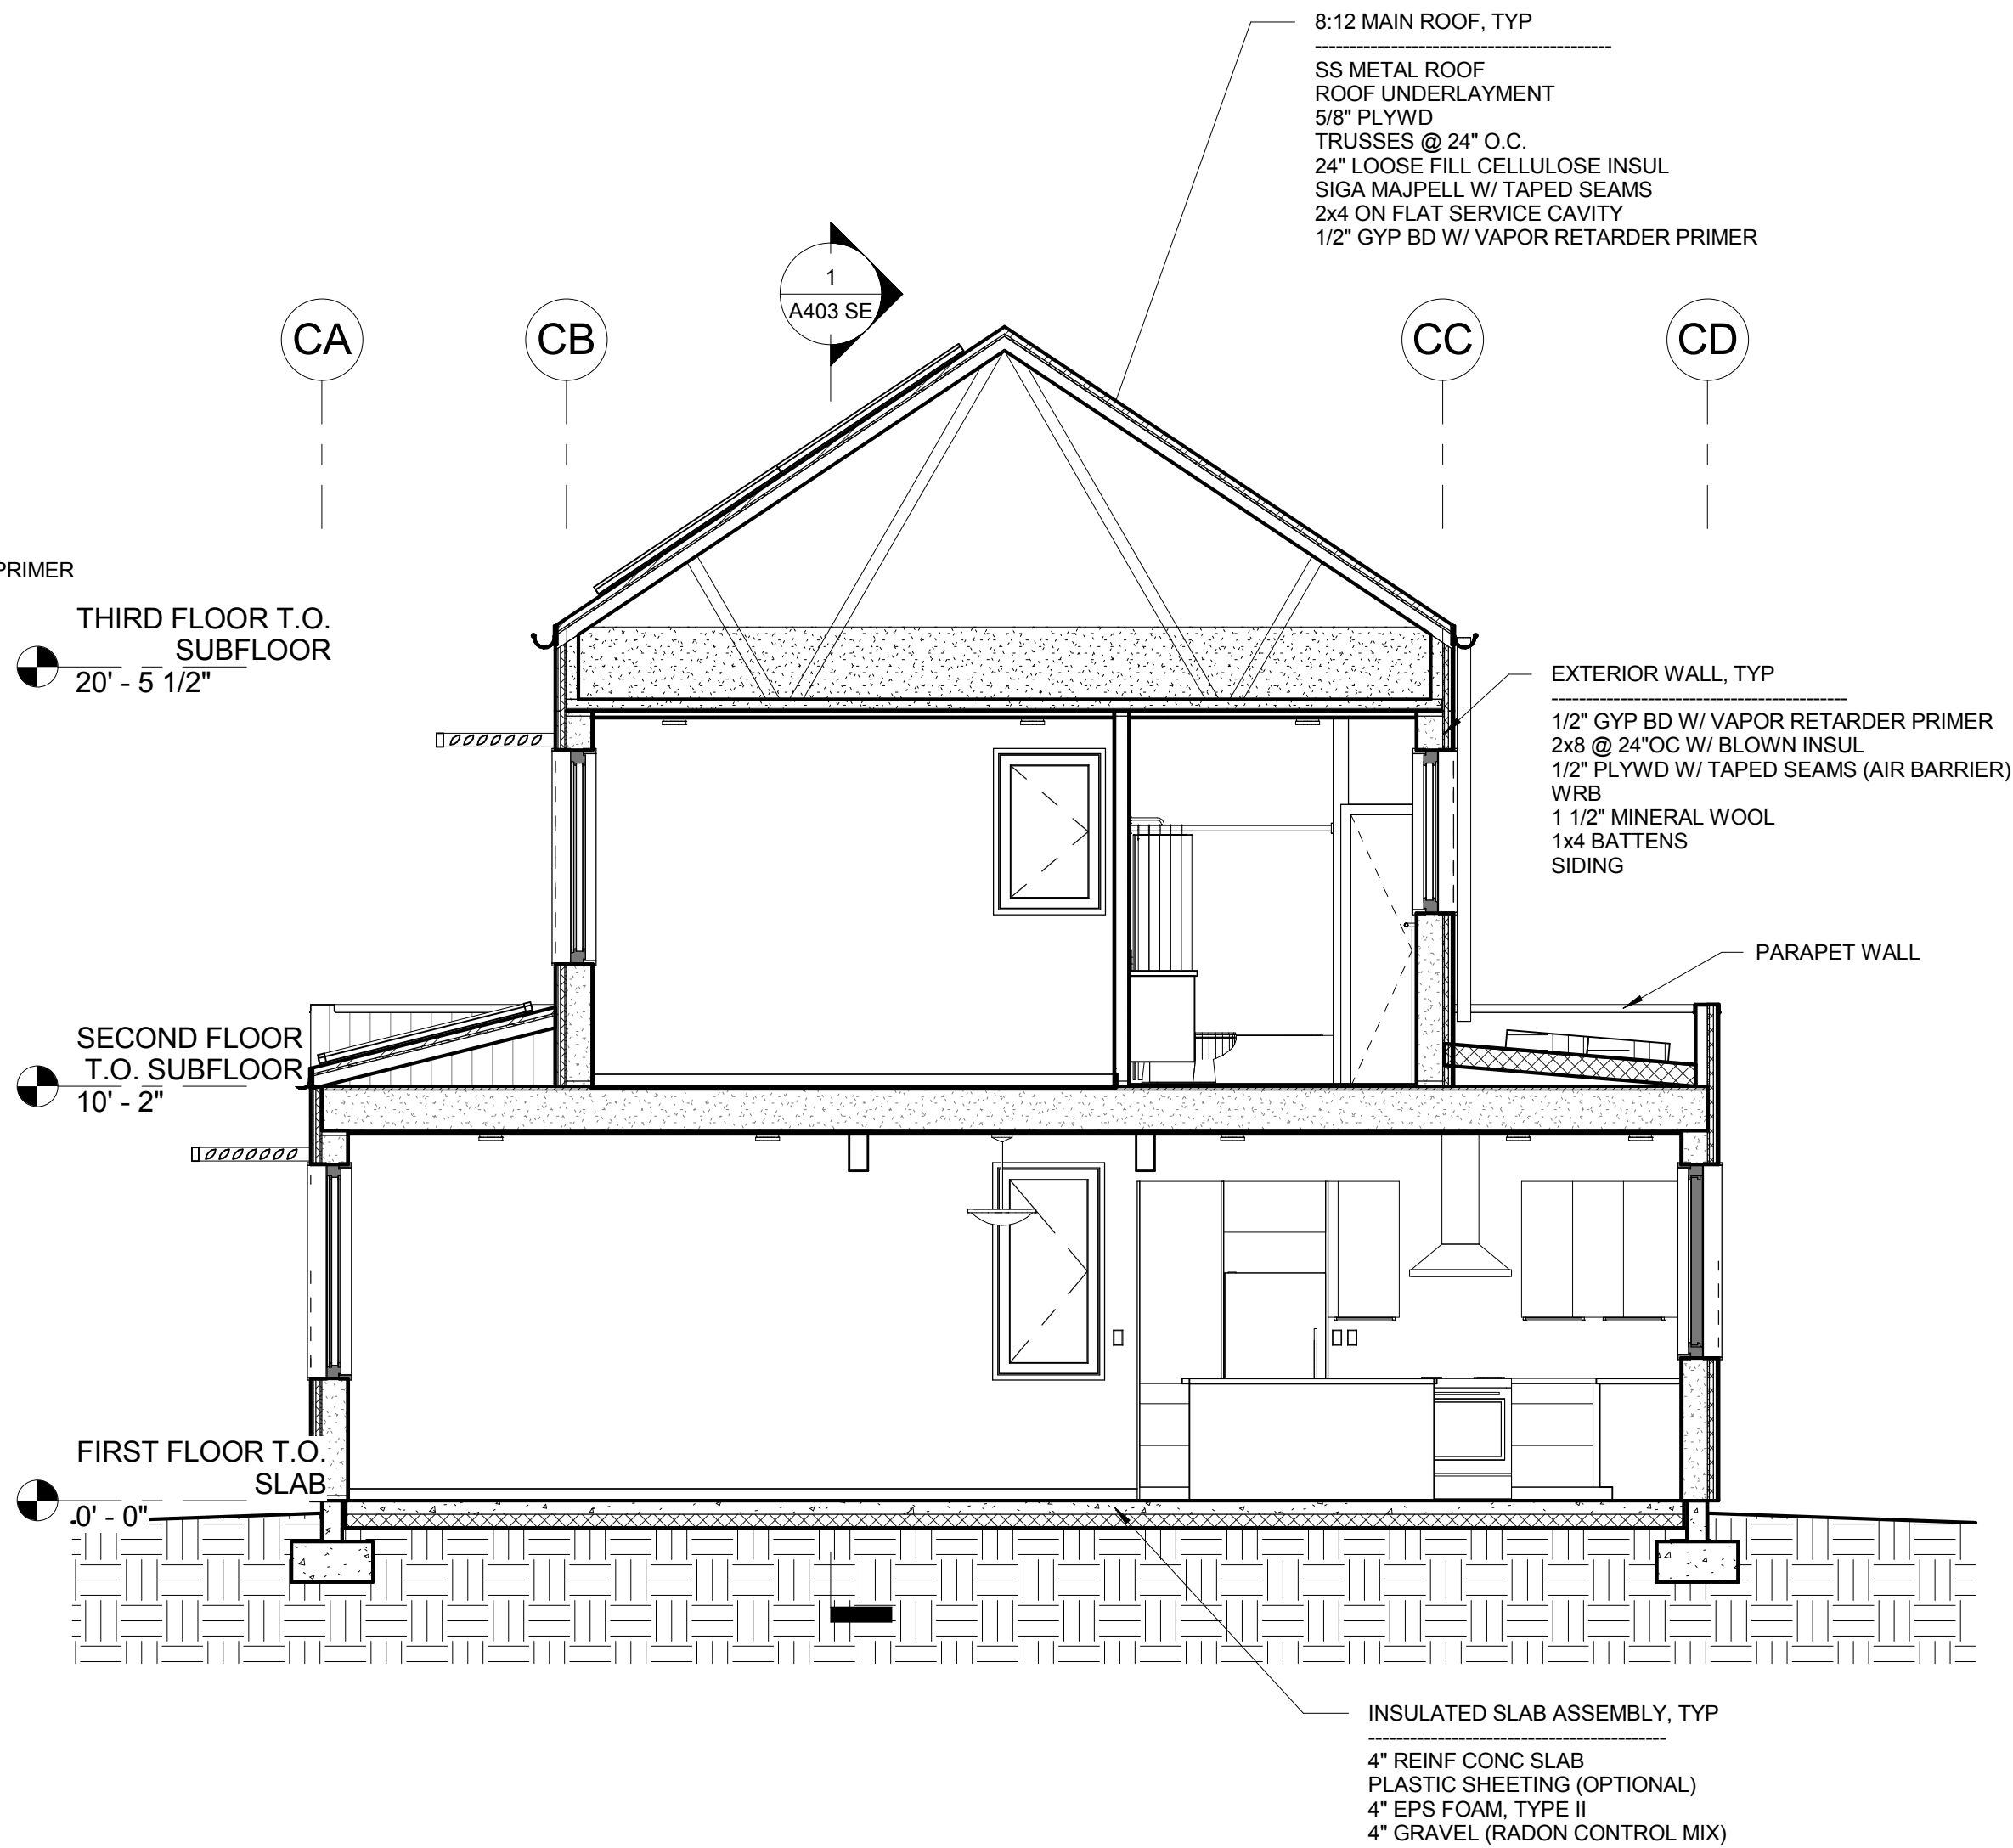 8:12 MAIN ROOF, TYP
-------------------------------------------
SS METAL ROOF
ROOF UNDERLAYMENT
5/8" PLYWD
TRUSSES @ 24" O.C.
24" LOOSE FILL CELLULOSE INSUL
SIGA MAJPELL W/ TAPED SEAMS
2x4 ON FLAT SERVICE CAVITY
1/2" GYP BD W/ VAPOR RETARDER PRIMER
1
A403 SE
CA
CB
CC
CD
PRIMER
THIRD FLOOR T.O.
SUBFLOOR
20' - 5 1/2"
EXTERIOR WALL, TYP
-------------------------------------------
1/2" GYP BD W/ VAPOR RETARDER PRIMER
2x8 @ 24"OC W/ BLOWN INSUL
1/2" PLYWD W/ TAPED SEAMS (AIR BARRIER)
WRB
1 1/2" MINERAL WOOL
1x4 BATTENS
SIDING
PARAPET WALL
SECOND FLOOR
T.O. SUBFLOOR
10' - 2"
FIRST FLOOR T.O.
SLAB
0' - 0"
INSULATED SLAB ASSEMBLY, TYP
-------------------------------------------
4" REINF CONC SLAB
PLASTIC SHEETING (OPTIONAL)
4" EPS FOAM, TYPE II
4" GRAVEL (RADON CONTROL MIX)